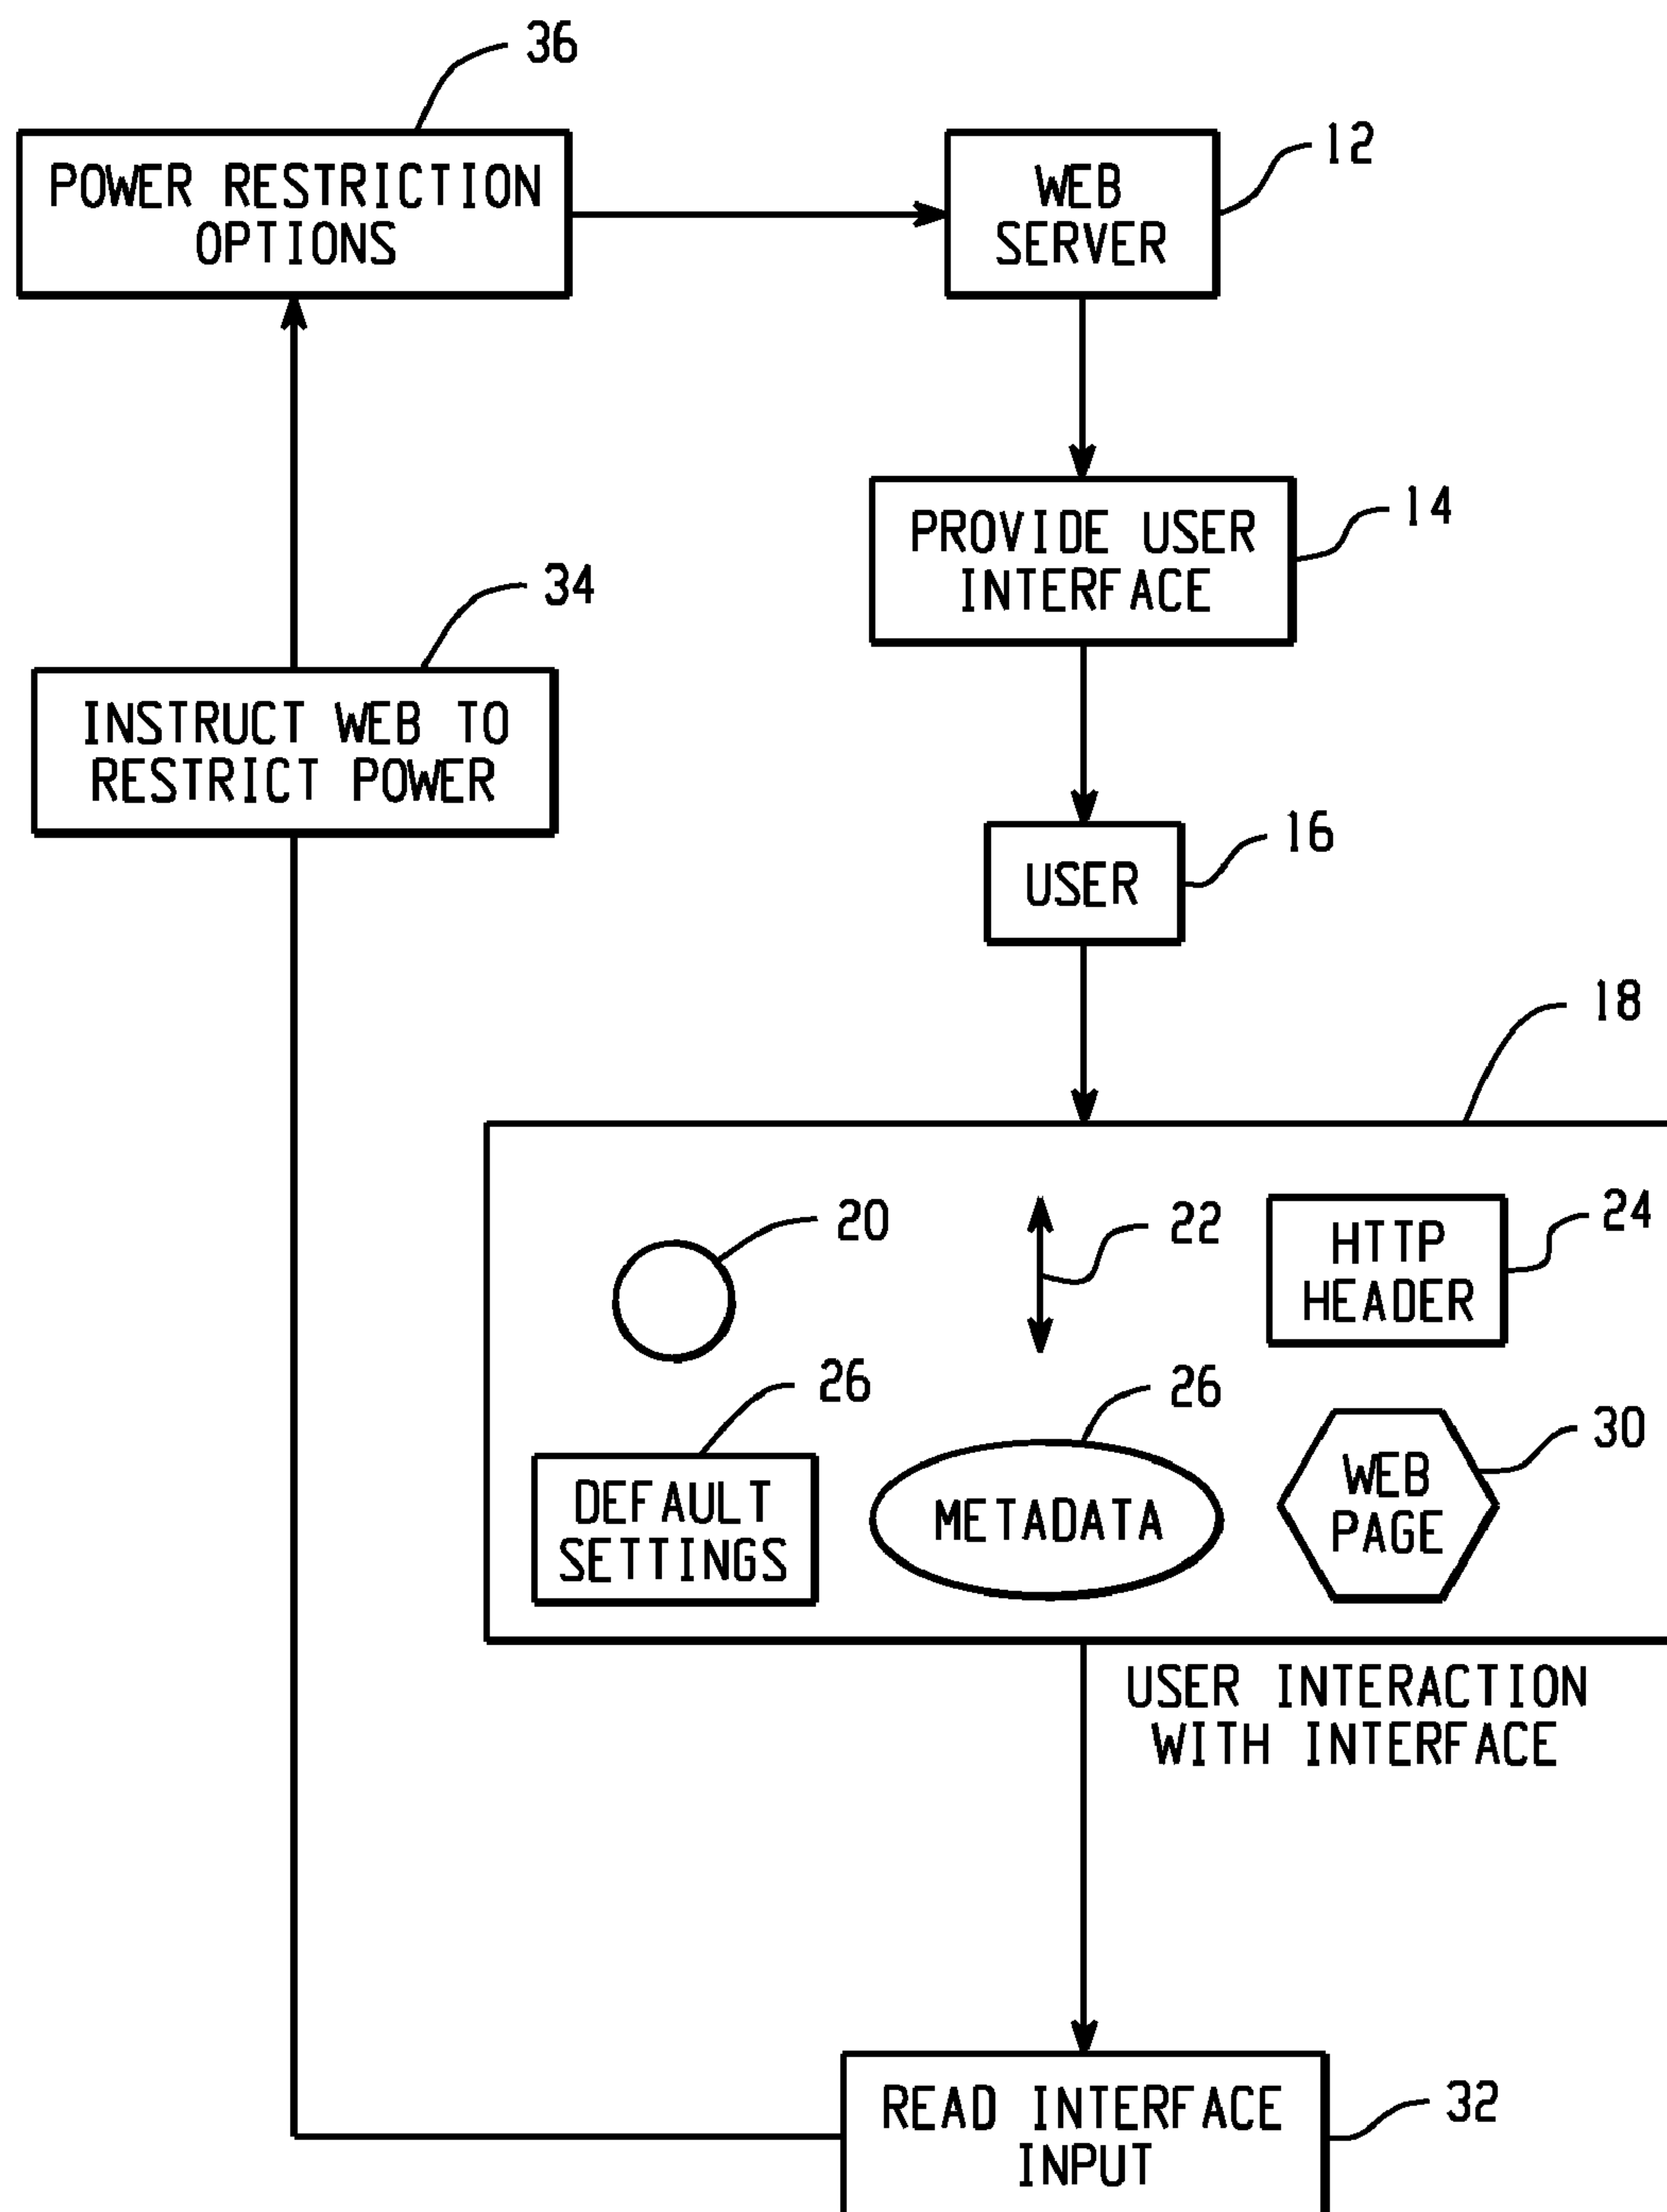 36
POWER RESTRICTION
OPTIONS
12
WEB
SERVER
14
PROVIDE USER
INTERFACE
34
INSTRUCT WEB TO
RESTRICT POWER
16
USER
18
20
22
24
HTTP
HEADER
26
DEFAULT
SETTINGS
26
METADATA
30
WEB
PAGE
USER INTERACTION
WITH INTERFACE
32
READ INTERFACE
INPUT